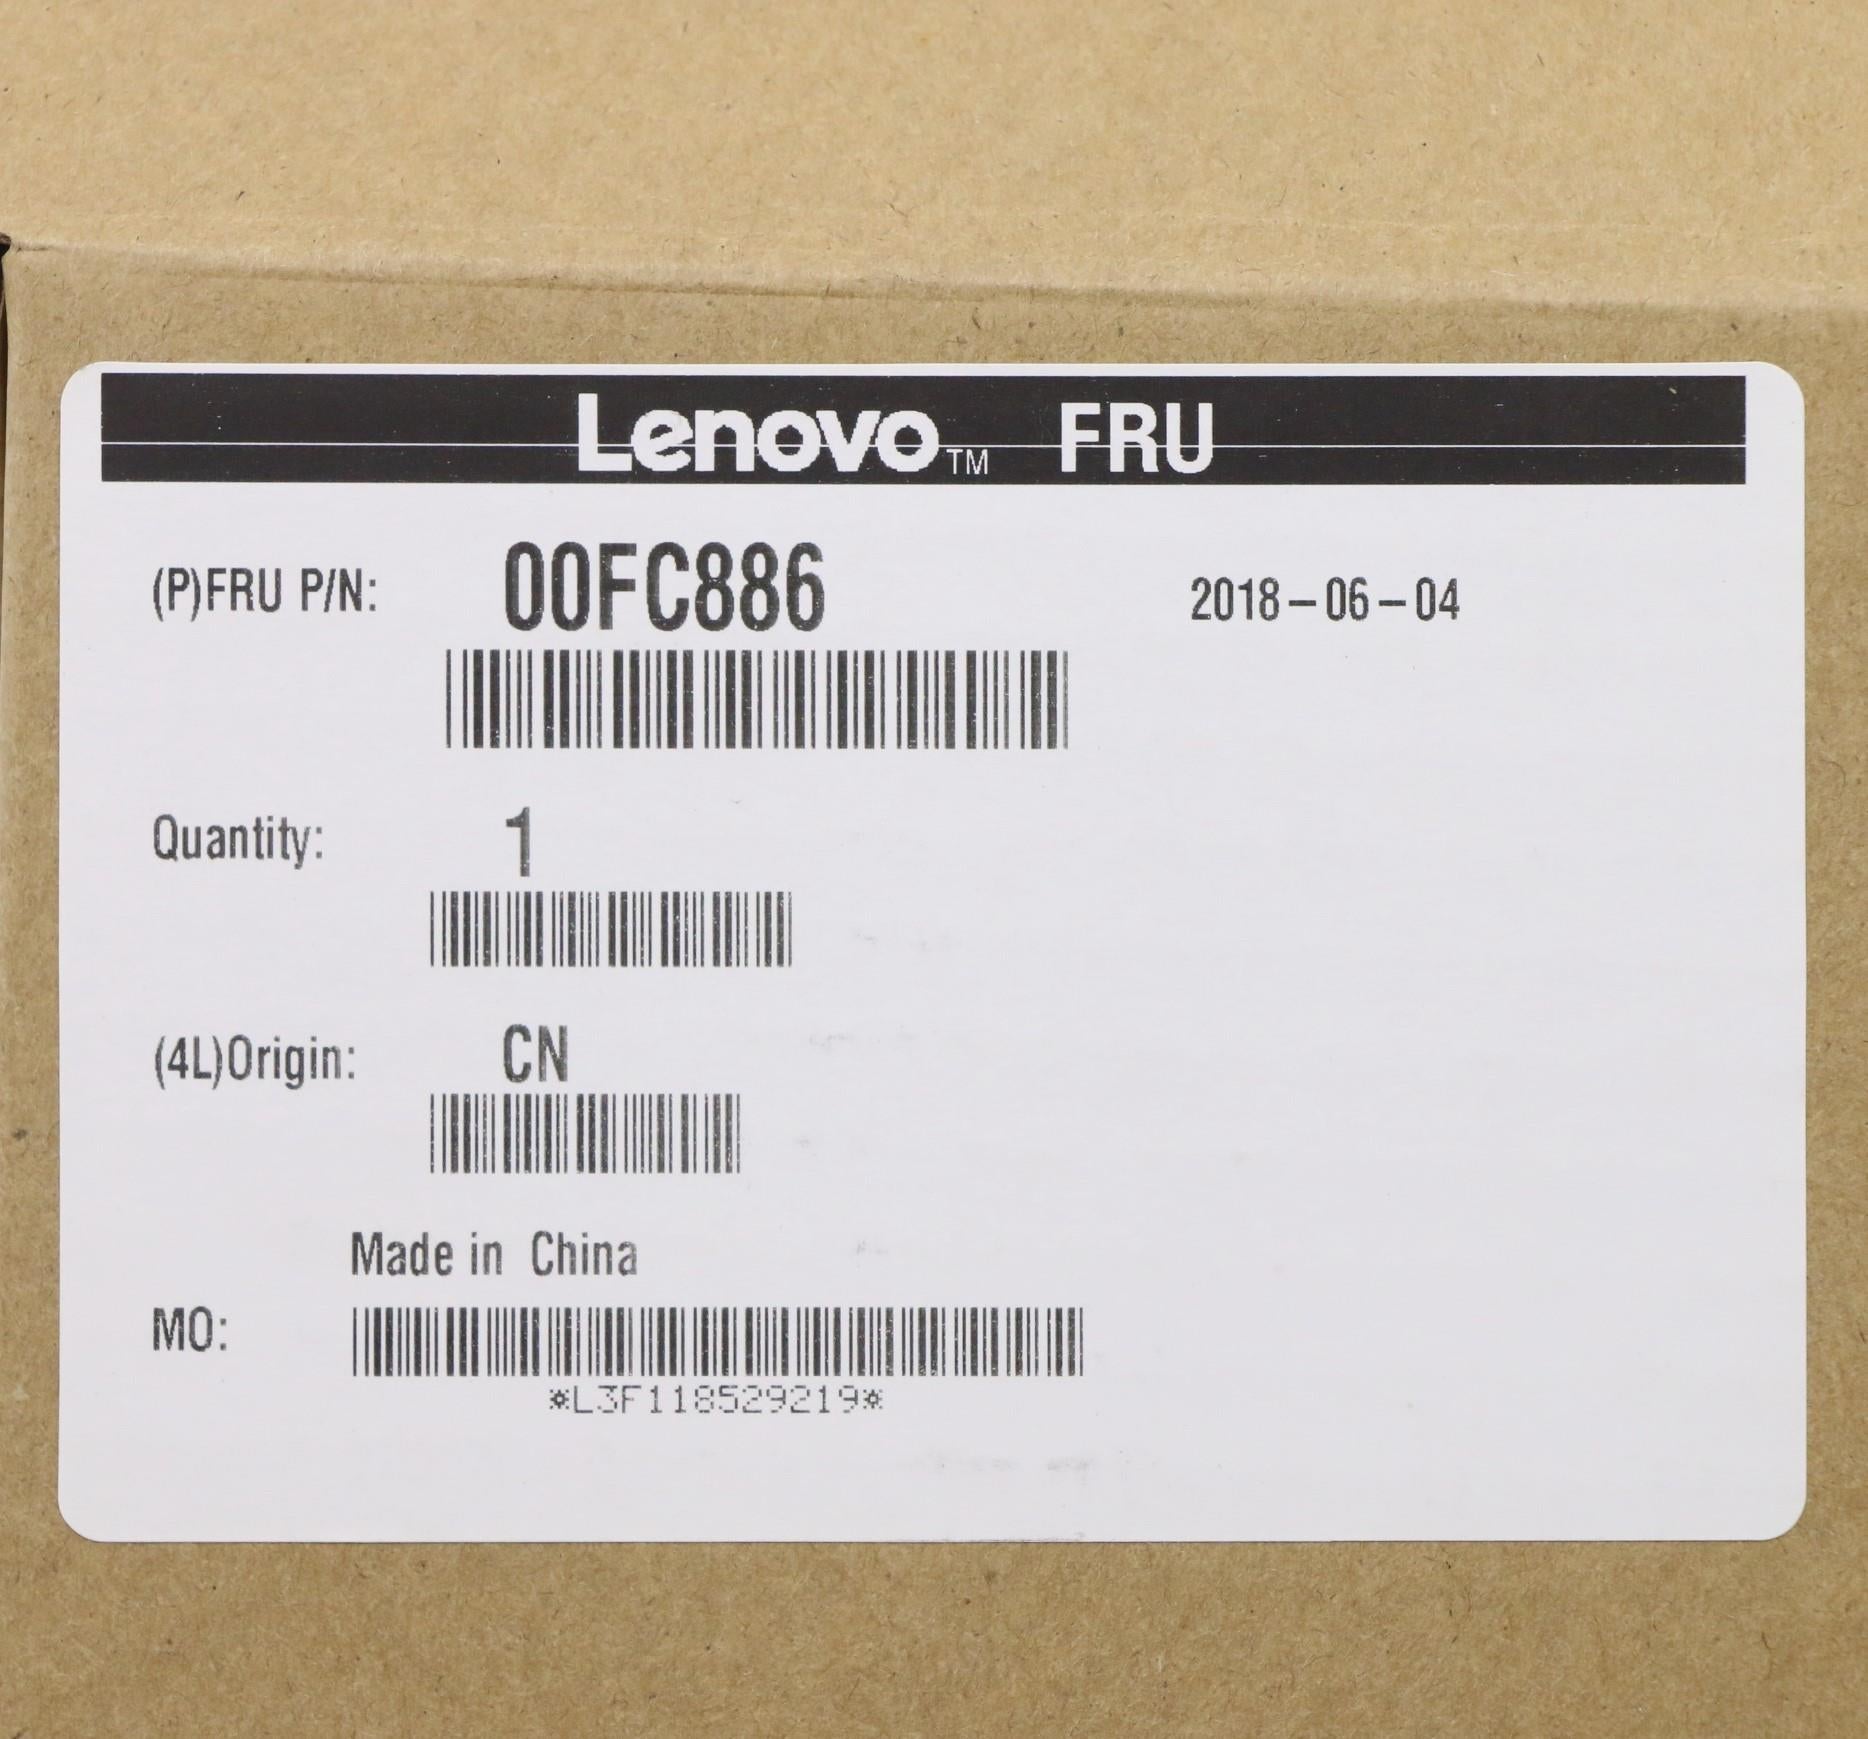 Lenovo™ FRU
(P)FRU P/N: 00FC886 2018-06-04
Quantity: 1
(4L)Origin: CN
Made in China
MO:
*L3F118529219*